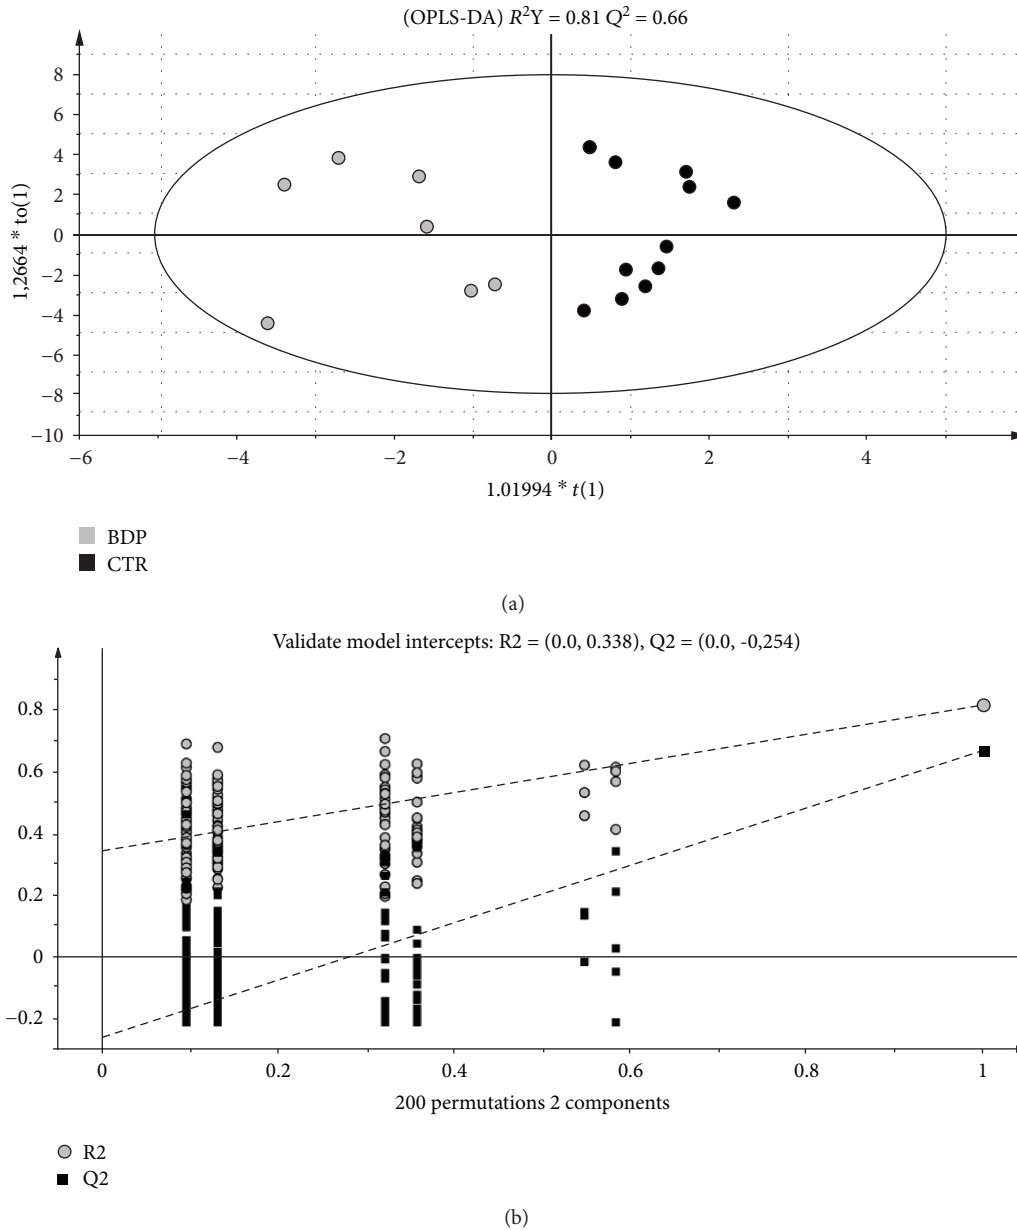 (OPLS-DA) R²Y = 0.81 Q² = 0.66
8
6
4
2
0
−2
−4
−6
−8
−10
1,2664 * to(1)
−6 −4 −2 0 2 4
1.01994 * t(1)
BDP
CTR
(a)
Validate model intercepts: R2 = (0.0, 0.338), Q2 = (0.0, -0,254)
0.8
0.6
0.4
0.2
0
−0.2
0 0.2 0.4 0.6 0.8 1
200 permutations 2 components
R2
Q2
(b)